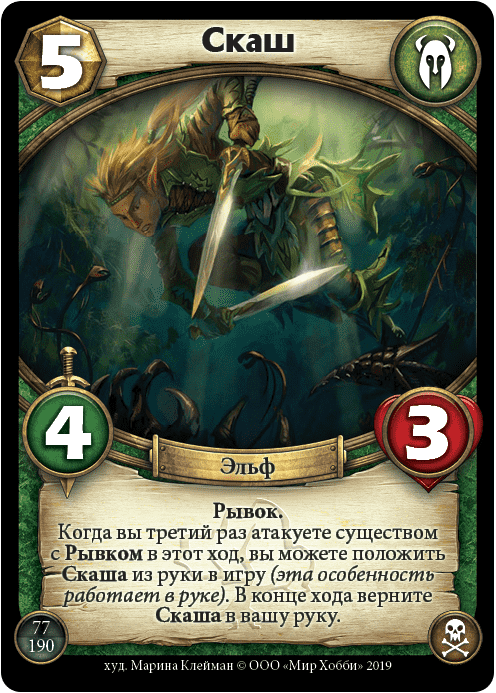 5
Скаш
4
3
Эльф
Рывок.
Когда вы третий раз атакуете существом
с Рывком в этот ход, вы можете положить
Скаша из руки в игру (эта особенность
работает в руке). В конце хода верните
Скаша в вашу руку.
77
190
худ. Марина Клейман © ООО «Мир Хобби» 2019